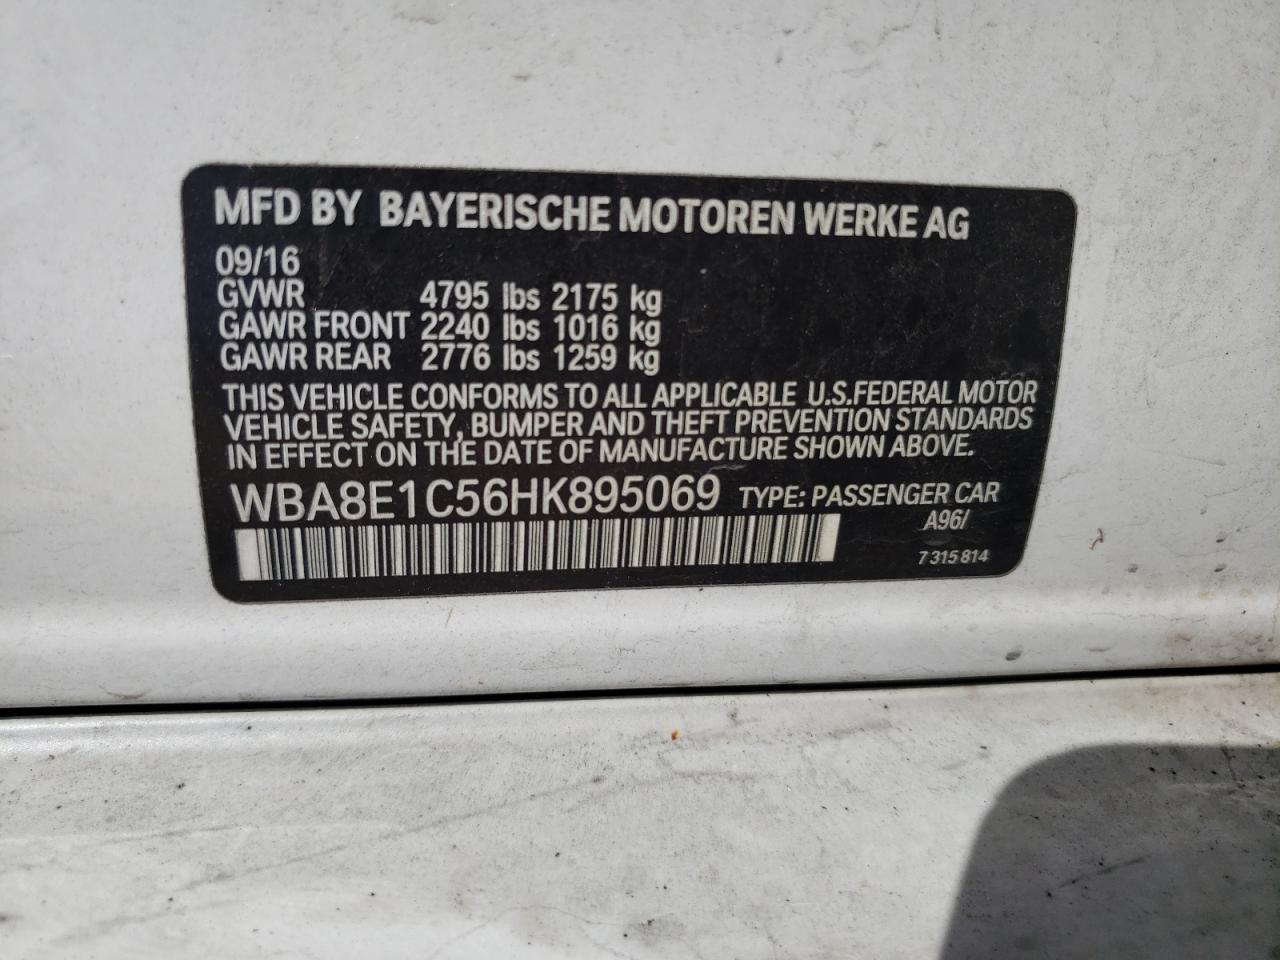 MFD BY BAYERISCHE MOTOREN WERKE AG
09/16
GVWR 4795 lbs 2175 kg
GAWR FRONT 2240 lbs 1016 kg
GAWR REAR 2776 lbs 1259 kg
THIS VEHICLE CONFORMS TO ALL APPLICABLE U.S.FEDERAL MOTOR
VEHICLE SAFETY, BUMPER AND THEFT PREVENTION STANDARDS
IN EFFECT ON THE DATE OF MANUFACTURE SHOWN ABOVE.
WBA8E1C56HK895069 TYPE: PASSENGER CAR
A96/
7 315 814